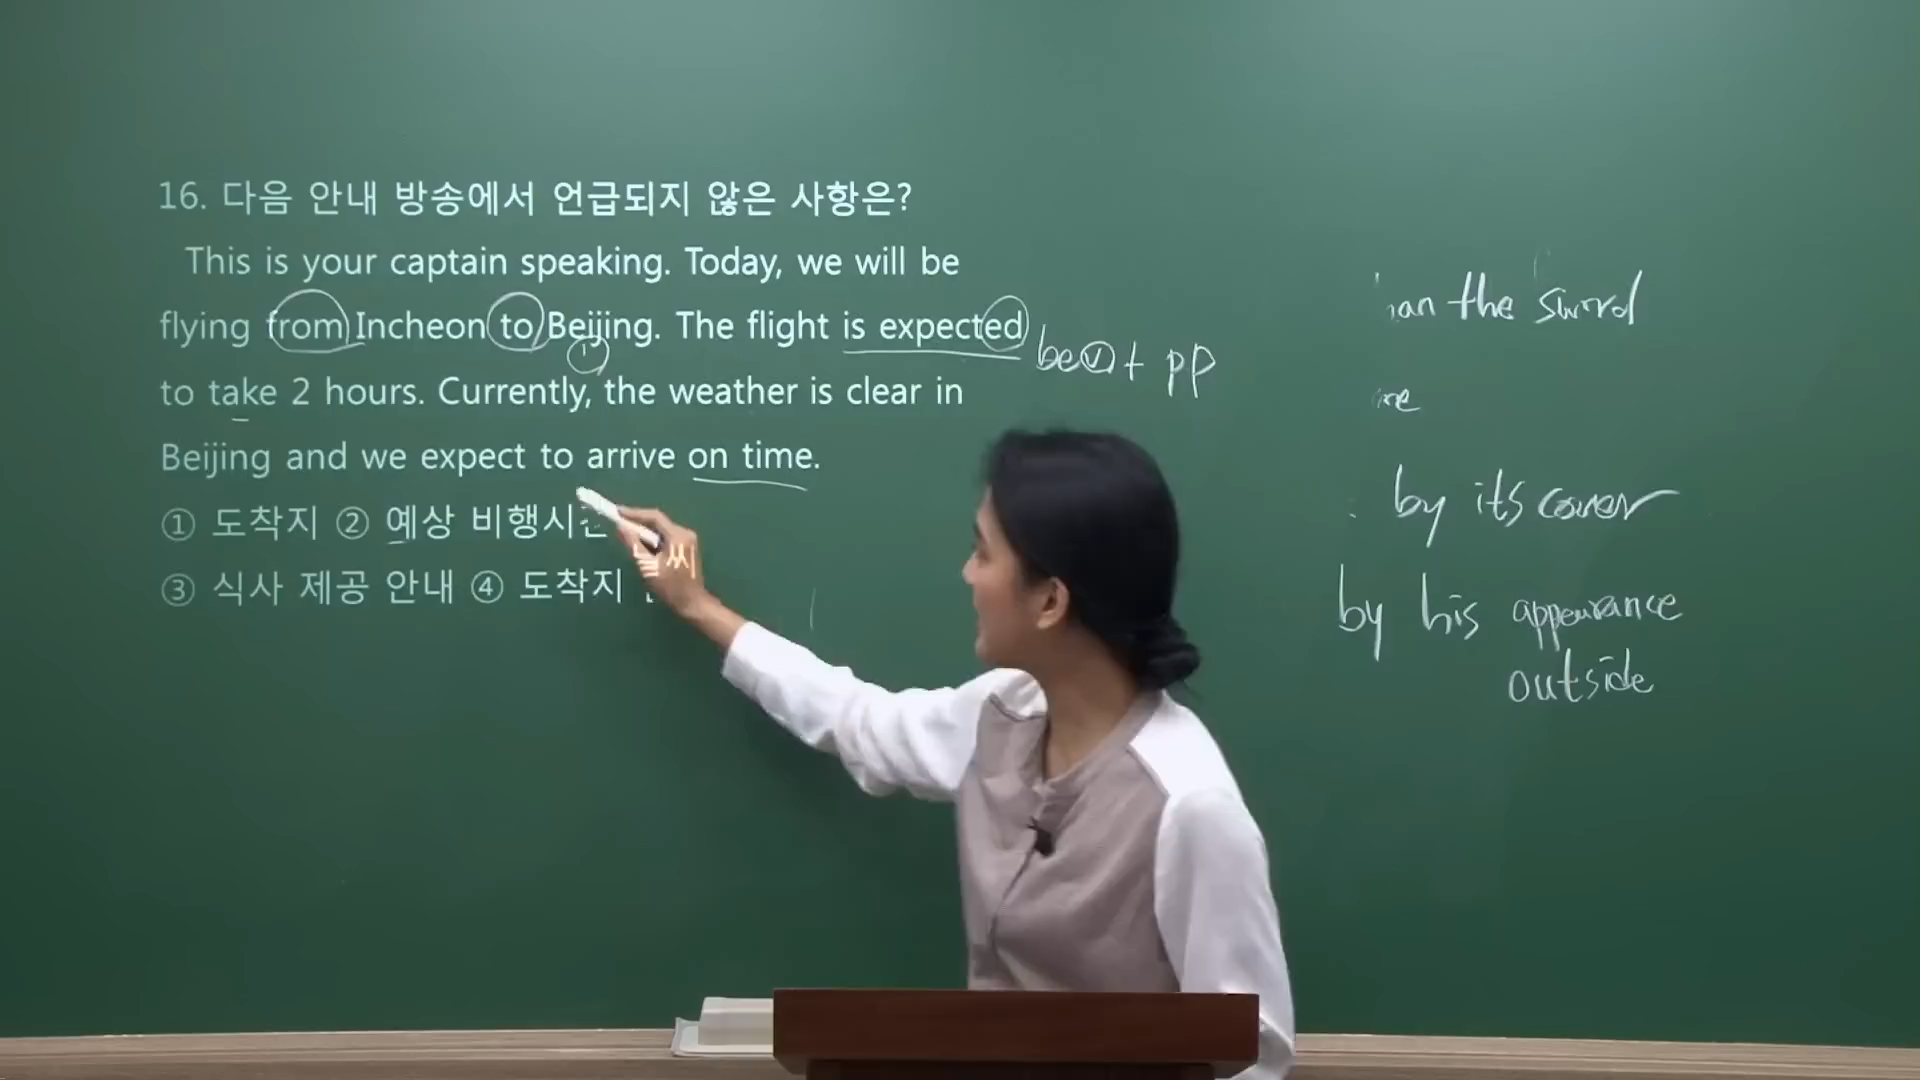 16. 다음 안내 방송에서 언급되지 않은 사항은?
This is your captain speaking. Today, we will be
flying from Incheon to Beijing. The flight is expected
be + pp
to take 2 hours. Currently, the weather is clear in
Beijing and we expect to arrive on time.
① 도착지 ② 예상 비행시간
③ 식사 제공 안내 ④ 도착지 날씨
the sword
by its cover
by his appearance
outside